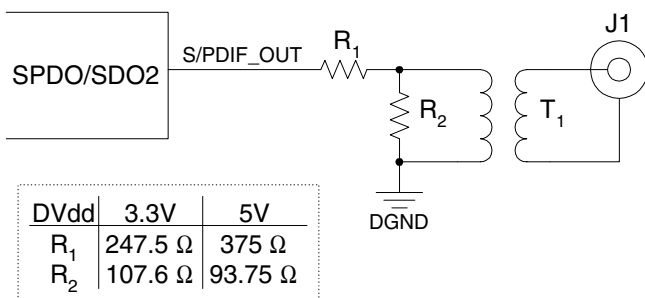 J1
S/PDIF_OUT R1
SPDO/SDO2
R2 T1
DGND
DVdd 3.3V 5V
R1 247.5 Ω 375 Ω
R2 107.6 Ω 93.75 Ω